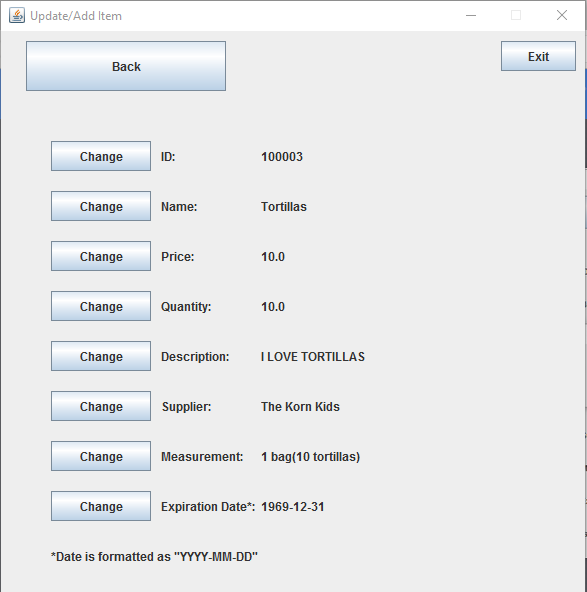 Update/Add Item
Back
Exit
Change ID: 100003
Change Name: Tortillas
Change Price: 10.0
Change Quantity: 10.0
Change Description: I LOVE TORTILLAS
Change Supplier: The Korn Kids
Change Measurement: 1 bag(10 tortillas)
Change Expiration Date*: 1969-12-31
*Date is formatted as "YYYY-MM-DD"